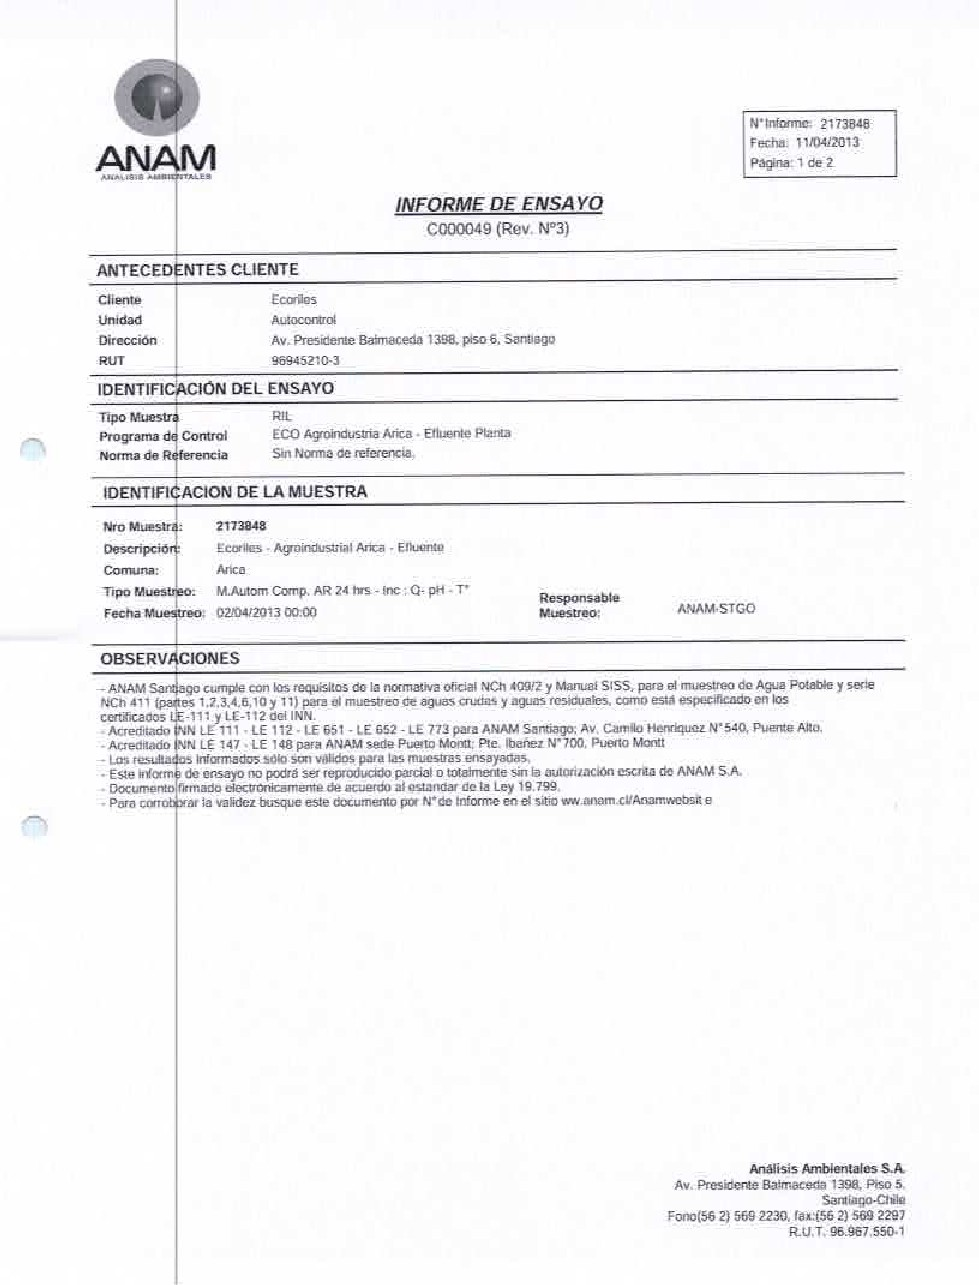 ANAM
ANALISIS AMBIENTALES
N°Informe: 2173848
Fecha: 11/04/2013
Página: 1 de 2
INFORME DE ENSAYO
C000049 (Rev. Nº3)
ANTECEDENTES CLIENTE
Cliente Ecoriles
Unidad Autocontrol
Dirección Av. Presidente Balmaceda 1398, piso 6, Santiago
RUT 96945210-3
IDENTIFICACIÓN DEL ENSAYO
Tipo Muestra RIL
Programa de Control ECO Agroindustria Arica - Efluente Planta
Norma de Referencia Sin Norma de referencia.
IDENTIFICACION DE LA MUESTRA
Nro Muestra: 2173848
Descripción: Ecoriles - Agroindustrial Arica - Efluente
Comuna: Arica
Tipo Muestreo: M.Autom Comp. AR 24 hrs - Inc : Q- pH - T°
Fecha Muestreo: 02/04/2013 00:00
Responsable Muestreo: ANAM-STGO
OBSERVACIONES
- ANAM Santiago cumple con los requisitos de la normativa oficial NCh 409/2 y Manual SISS, para el muestreo de Agua Potable y serie
NCh 411 (partes 1,2,3,4,6,10 y 11) para el muestreo de aguas crudas y aguas residuales, como está especificado en los
certificados LE-111 y LE-112 del INN.
- Acreditado INN LE 111 - LE 112 - LE 651 - LE 652 - LE 773 para ANAM Santiago; Av. Camilo Henriquez N°540, Puente Alto.
- Acreditado INN LE 147 - LE 148 para ANAM sede Puerto Montt; Pte. Ibañez N°700, Puerto Montt
- Los resultados Informados sólo son válidos para las muestras ensayadas.
- Este informe de ensayo no podrá ser reproducido parcial o totalmente sin la autorización escrita de ANAM S.A.
- Documento firmado electrónicamente de acuerdo al estandar de la Ley 19.799.
- Para corroborar la validez busque este documento por N°de Informe en el sitio ww.anam.cl/Anamwebsit e
Análisis Ambientales S.A.
Av. Presidente Balmaceda 1398, Piso 5.
Santiago-Chile
Fono(56 2) 569 2230, fax:(56 2) 569 2297
R.U.T. 96.967.550-1